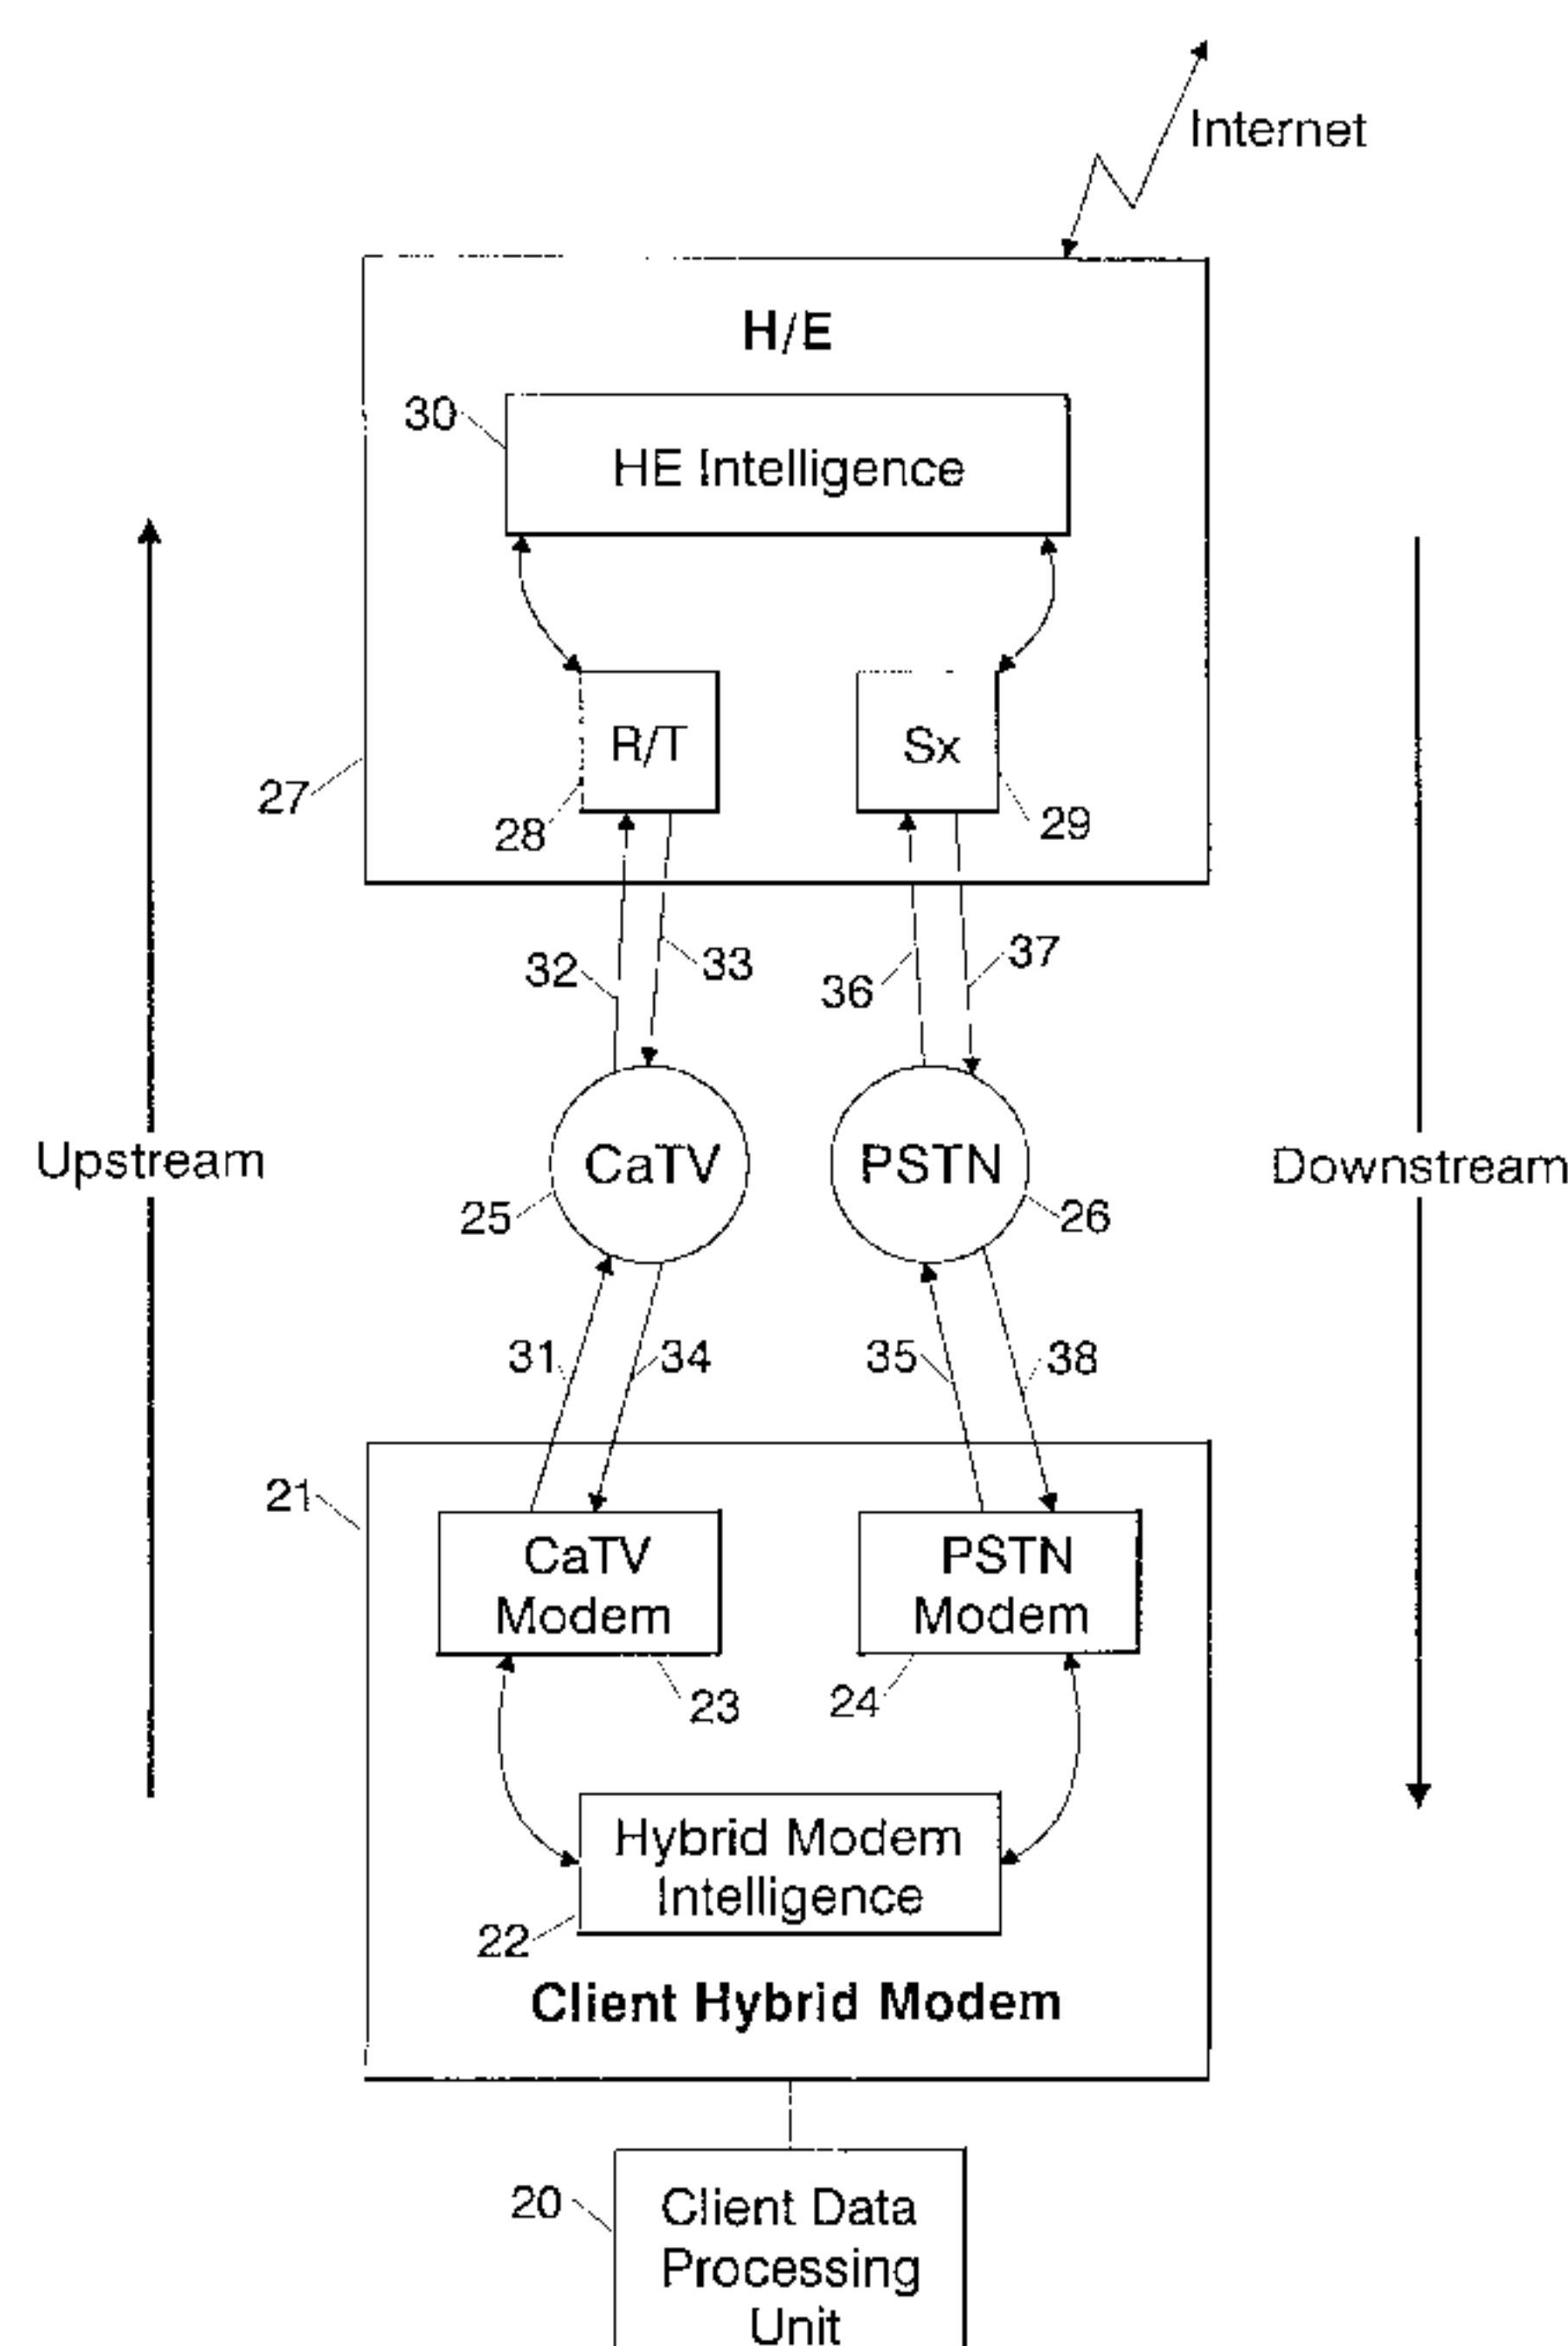 Internet
H/E
30
HE Intelligence
R/T
Sx
27
28
29
32
33
36
37
Upstream
CaTV
PSTN
Downstream
25
26
31
34
35
38
21
CaTV
Modem
PSTN
Modem
23
24
Hybrid Modem
Intelligence
22
Client Hybrid Modem
20
Client Data
Processing
Unit